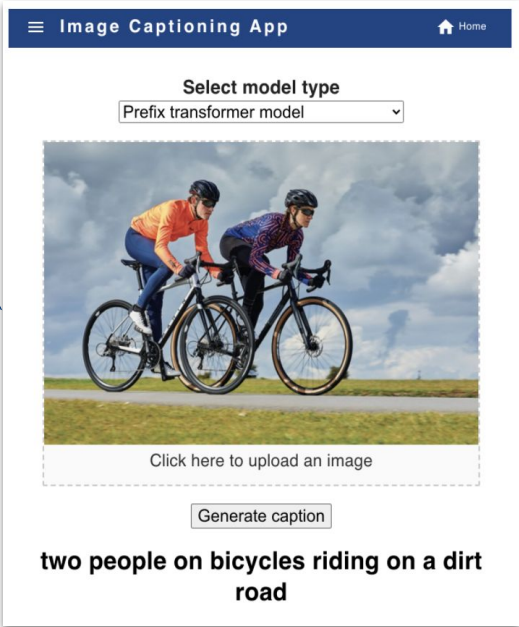 Image Captioning App
Home
Select model type
Prefix transformer model
Click here to upload an image
Generate caption
two people on bicycles riding on a dirt
road